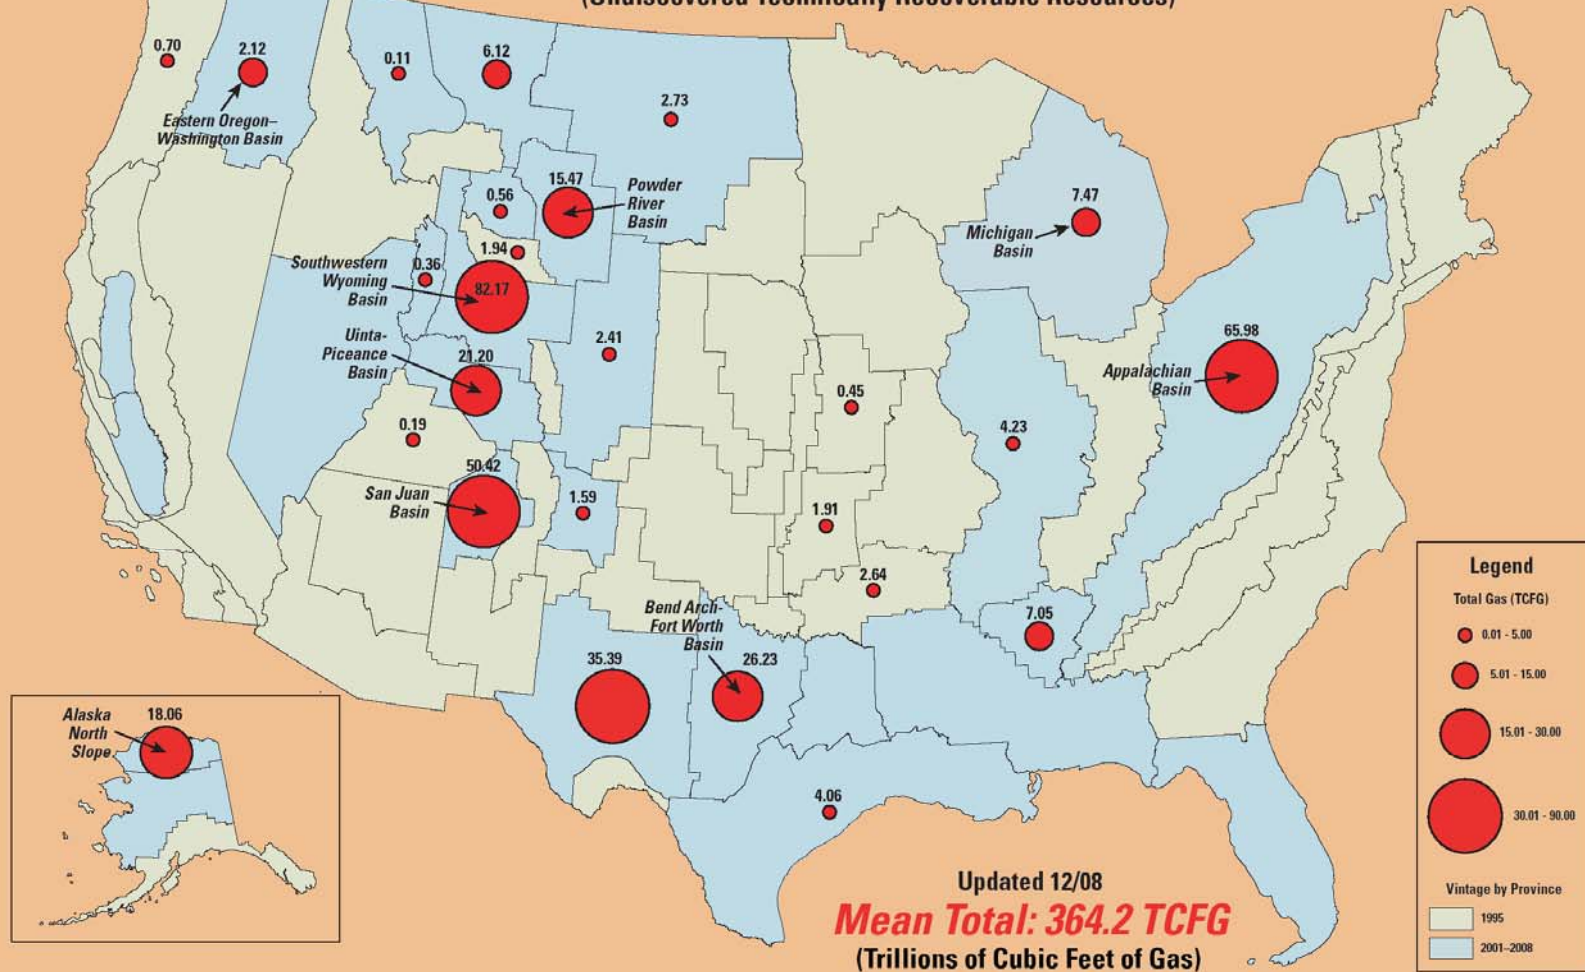 (Undiscovered Technically Recoverable Resources)
0.70
2.12
Eastern Oregon–
Washington Basin
0.11
6.12
2.73
0.56
15.47
Powder
River
Basin
1.94
0.36
Southwestern
Wyoming
Basin
82.17
Uinta-
Piceance
Basin
21.20
2.41
0.19
50.42
San Juan
Basin
1.59
0.45
1.91
2.64
7.47
Michigan
Basin
65.98
Appalachian
Basin
4.23
7.05
Bend Arch-
Fort Worth
Basin
35.39
26.23
4.06
Alaska
North
Slope
18.06
Updated 12/08
Mean Total: 364.2 TCFG
(Trillions of Cubic Feet of Gas)
Legend
Total Gas (TCFG)
0.01 - 5.00
5.01 - 15.00
15.01 - 30.00
30.01 - 90.00
Vintage by Province
1995
2001–2008